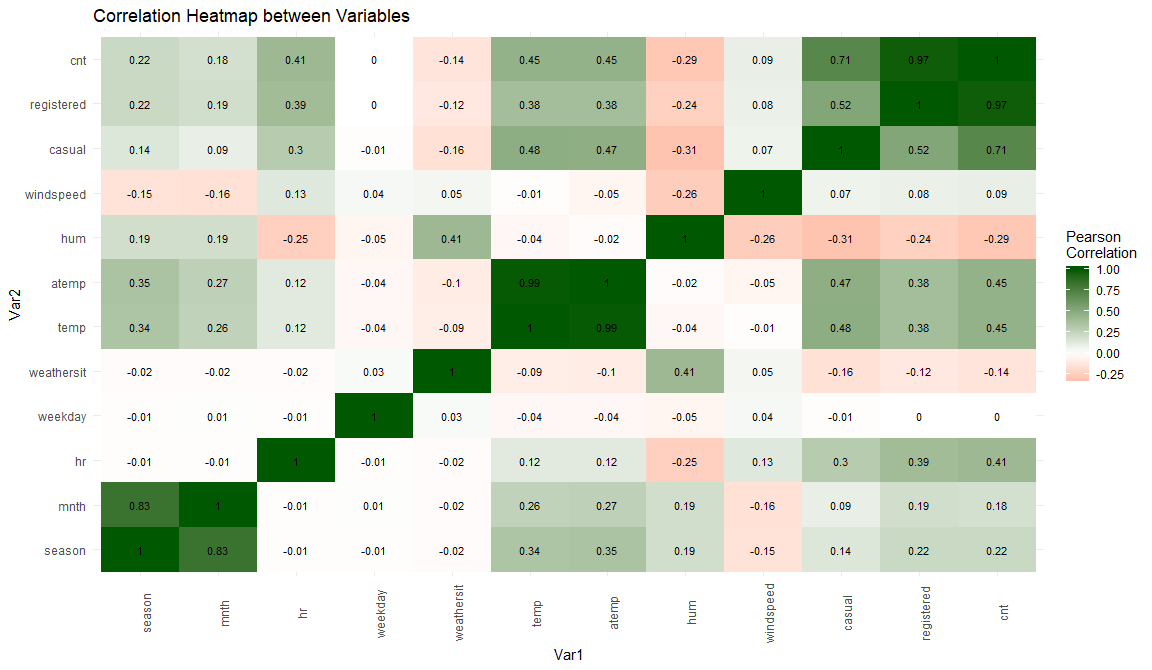 Correlation Heatmap between Variables
cnt 0.22 0.18 0.41 0 -0.14 0.45 0.45 -0.29 0.09 0.71 0.97 1
registered 0.22 0.19 0.39 0 -0.12 0.38 0.38 -0.24 0.08 0.52 1 0.97
casual 0.14 0.09 0.3 -0.01 -0.16 0.48 0.47 -0.31 0.07 1 0.52 0.71
windspeed -0.15 -0.16 0.13 0.04 0.05 -0.01 -0.05 -0.26 1 0.07 0.08 0.09
hum 0.19 0.19 -0.25 -0.05 0.41 -0.04 -0.02 1 -0.26 -0.31 -0.24 -0.29
atemp 0.35 0.27 0.12 -0.04 -0.1 0.99 1 -0.02 -0.05 0.47 0.38 0.45
temp 0.34 0.26 0.12 -0.04 -0.09 1 0.99 -0.04 -0.01 0.48 0.38 0.45
weathersit -0.02 -0.02 -0.02 0.03 1 -0.09 -0.1 0.41 0.05 -0.16 -0.12 -0.14
weekday -0.01 0.01 -0.01 1 0.03 -0.04 -0.04 -0.05 0.04 -0.01 0 0
hr -0.01 -0.01 1 -0.01 -0.02 0.12 0.12 -0.25 0.13 0.3 0.39 0.41
mnth 0.83 1 -0.01 0.01 -0.02 0.26 0.27 0.19 -0.16 0.09 0.19 0.18
season 1 0.83 -0.01 -0.01 -0.02 0.34 0.35 0.19 -0.15 0.14 0.22 0.22
season mnth hr weekday weathersit temp atemp hum windspeed casual registered cnt
Var1
Var2
Pearson
Correlation
1.00
0.75
0.50
0.25
0.00
-0.25